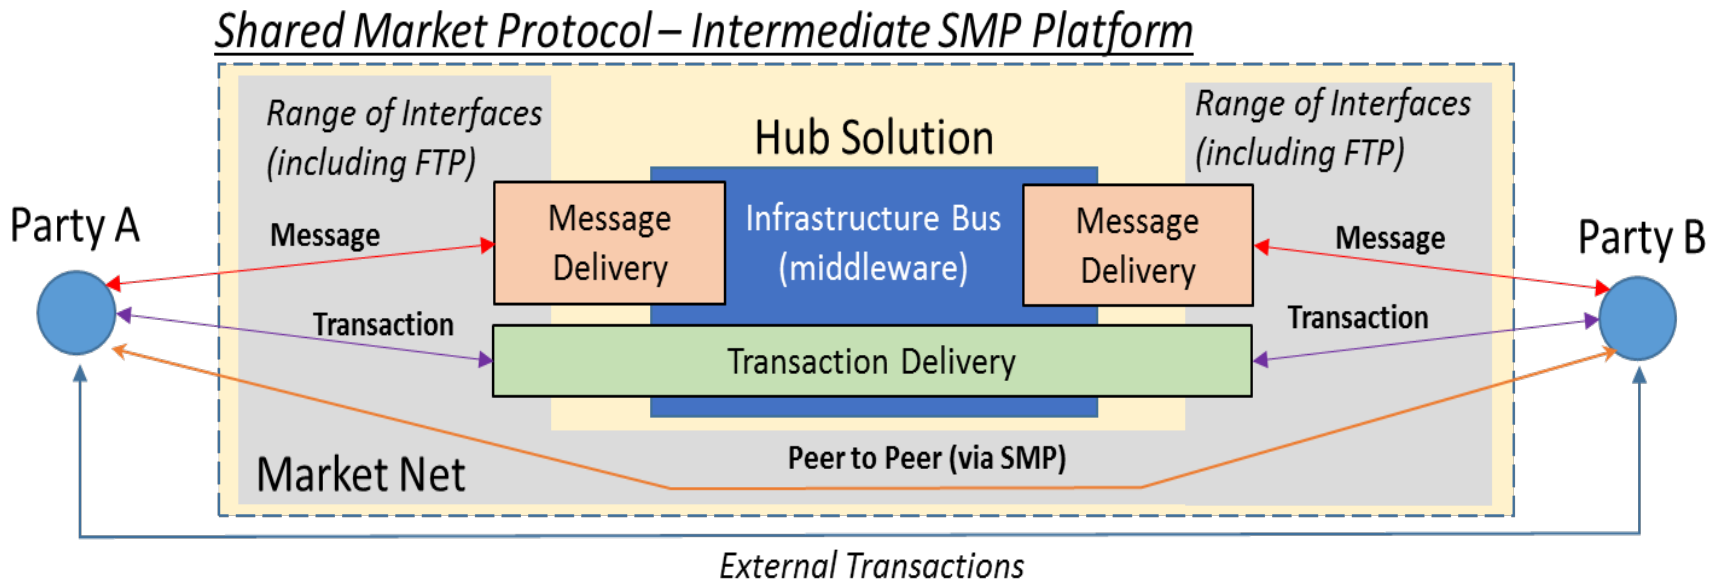 Shared Market Protocol – Intermediate SMP Platform
Range of Interfaces
(including FTP)
Hub Solution
Range of Interfaces
(including FTP)
Party A
Message
Message
Delivery
Infrastructure Bus
(middleware)
Message
Delivery
Message
Party B
Transaction
Transaction Delivery
Transaction
Market Net
Peer to Peer (via SMP)
External Transactions